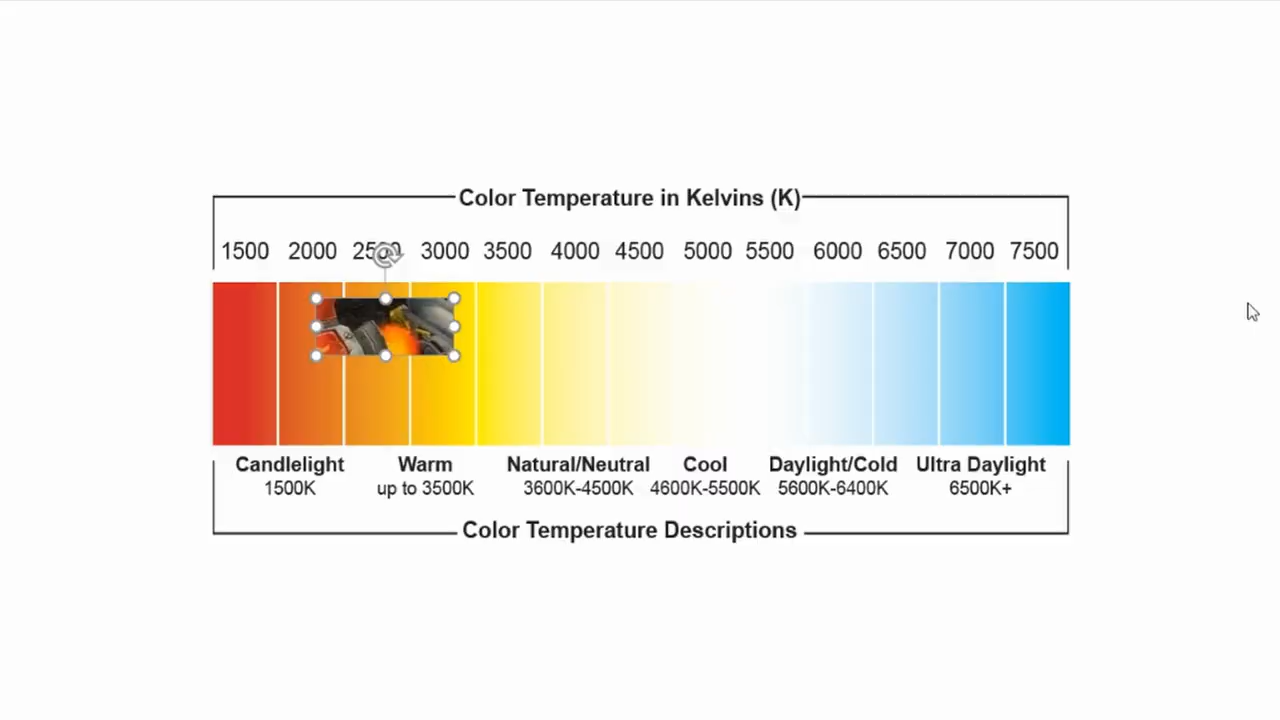 Color Temperature in Kelvins (K)
1500 2000 2500 3000 3500 4000 4500 5000 5500 6000 6500 7000 7500
Candlelight Warm Natural/Neutral Cool Daylight/Cold Ultra Daylight
1500K up to 3500K 3600K-4500K 4600K-5500K 5600K-6400K 6500K+
Color Temperature Descriptions